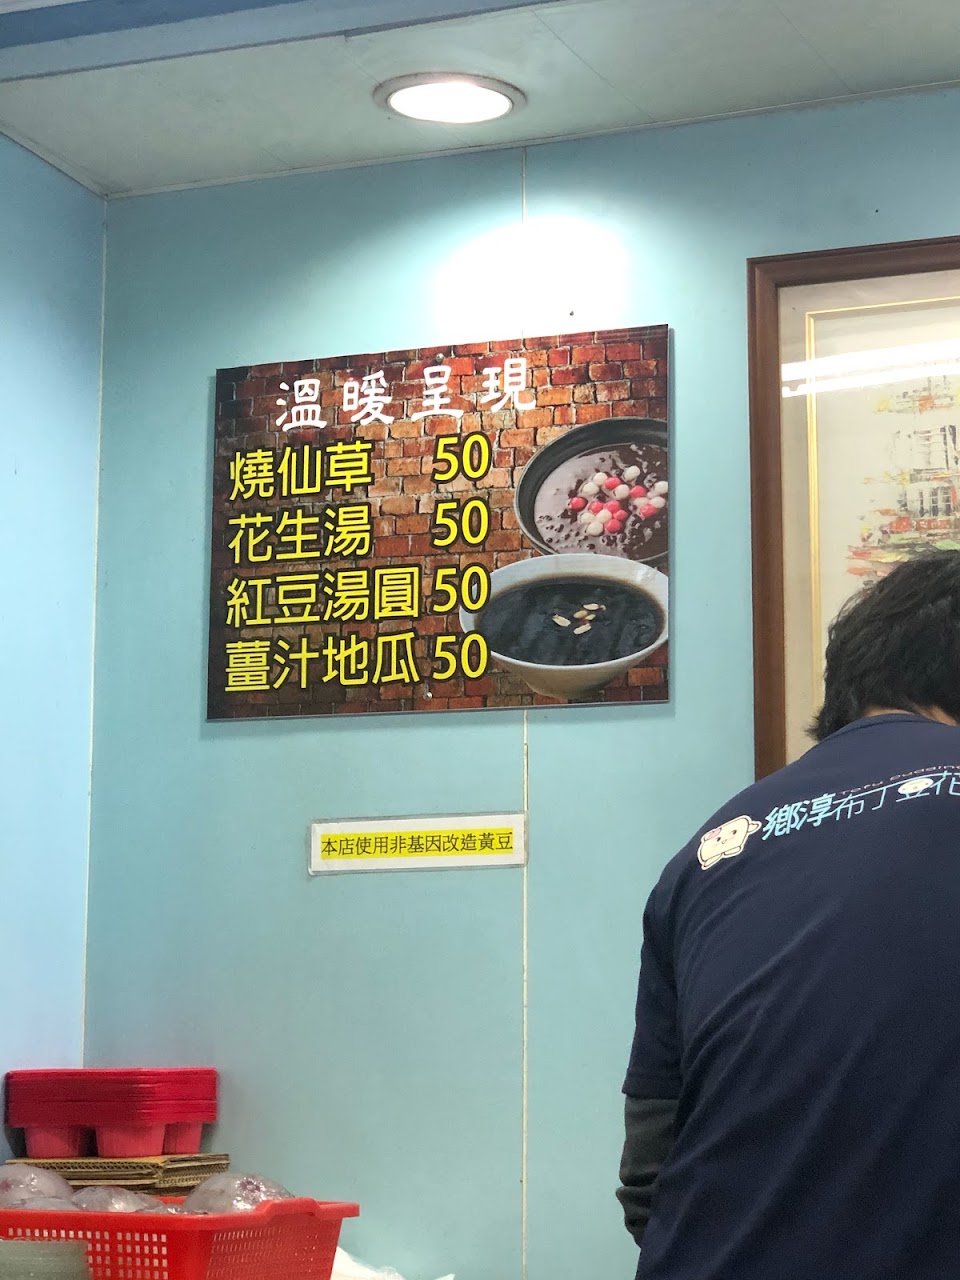 溫暖呈現
燒仙草 50
花生湯 50
紅豆湯圓 50
薑汁地瓜 50
本店使用非基因改造黃豆
Tofu pudding
鄉淳布丁豆花